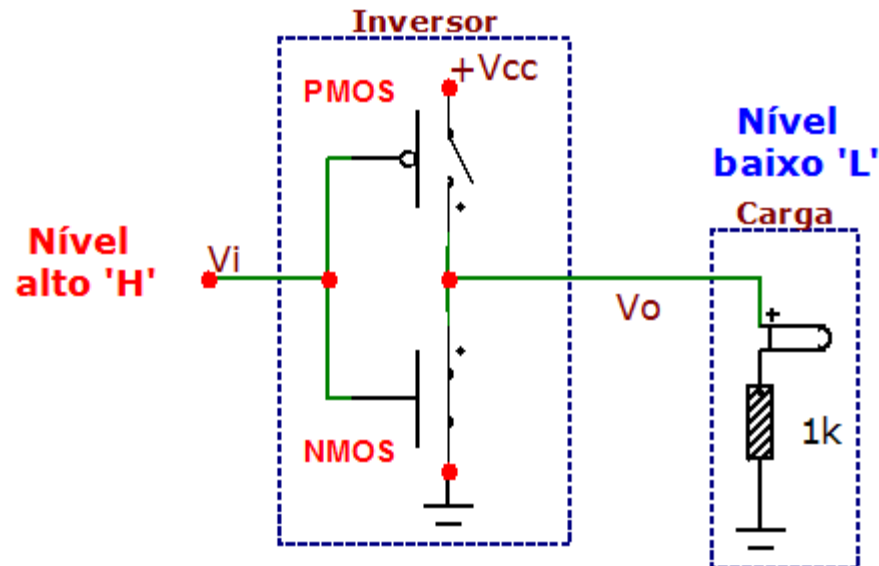 Inversor
+Vcc
PMOS
Nível
baixo 'L'
Carga
Nível
alto 'H'
Vi
Vo
+
1k
NMOS